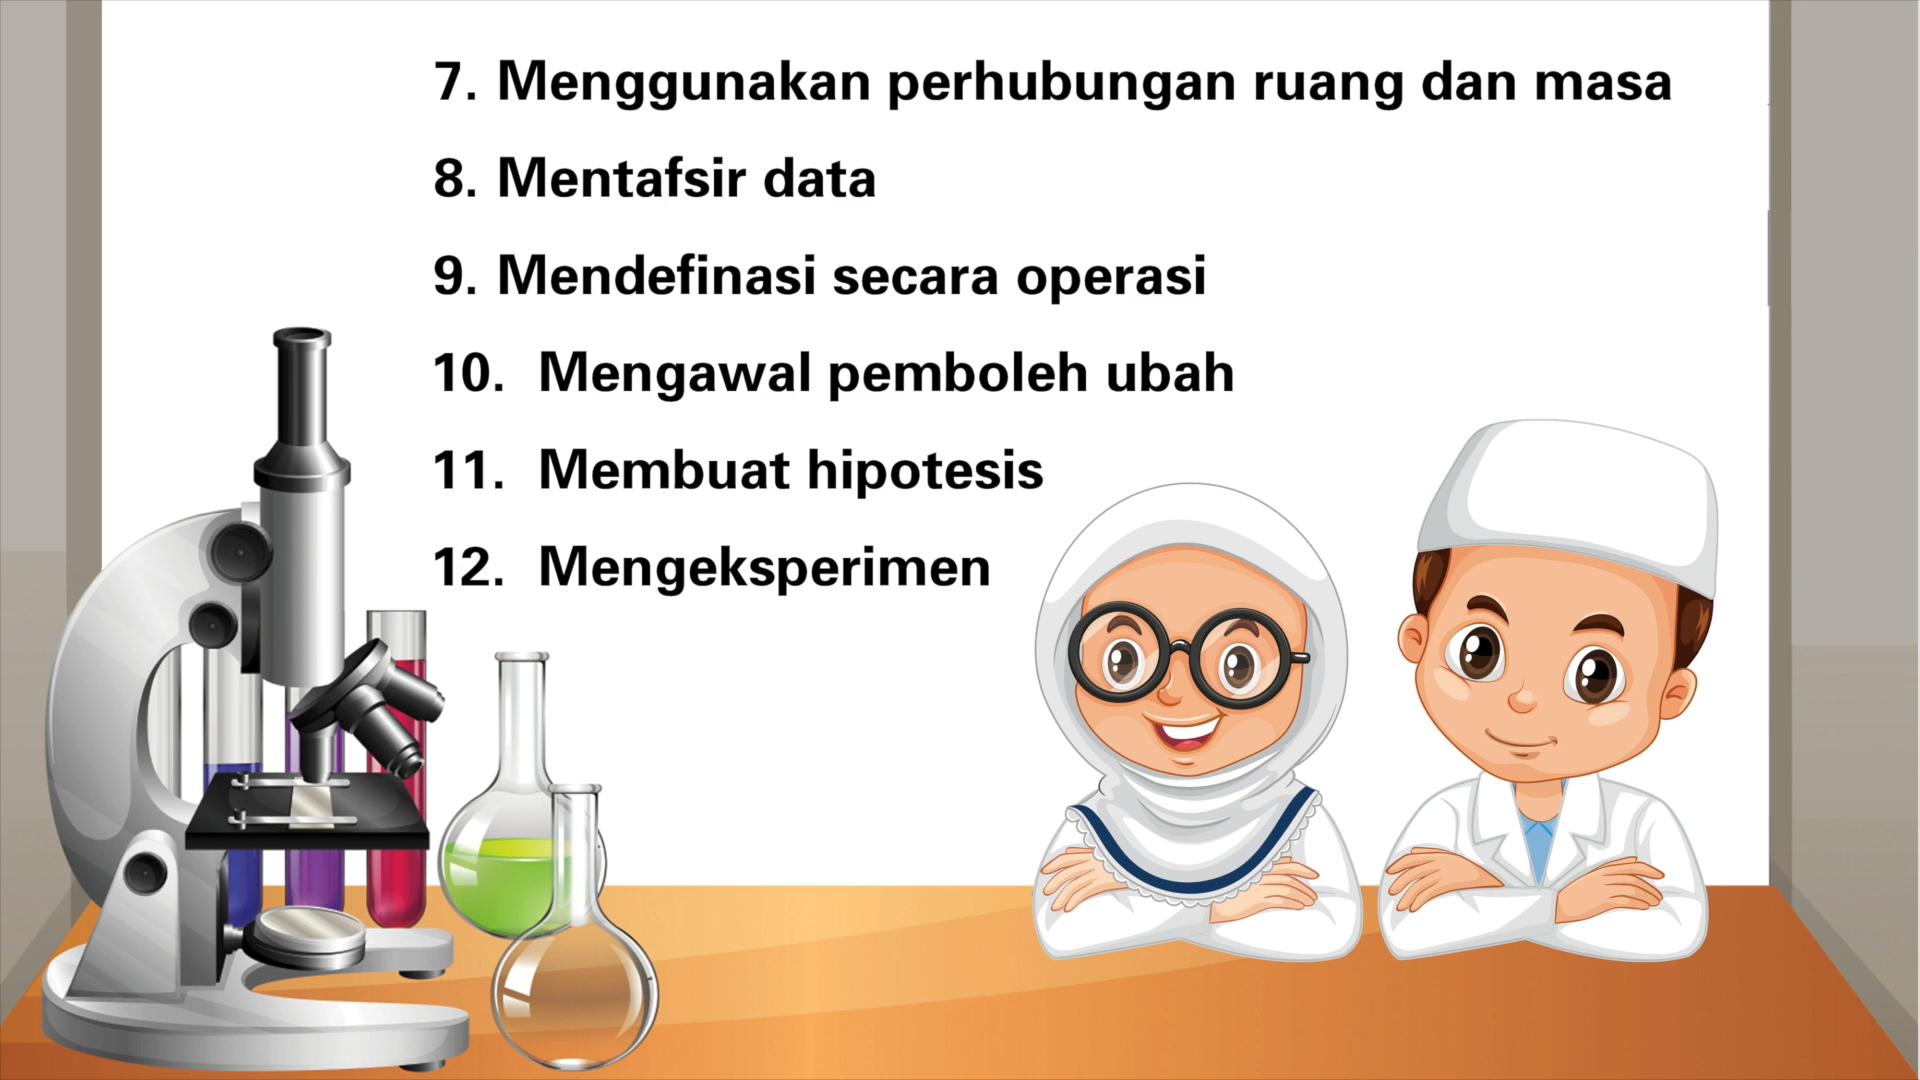 7. Menggunakan perhubungan ruang dan masa
8. Mentafsir data
9. Mendefinasi secara operasi
10. Mengawal pemboleh ubah
11. Membuat hipotesis
12. Mengeksperimen